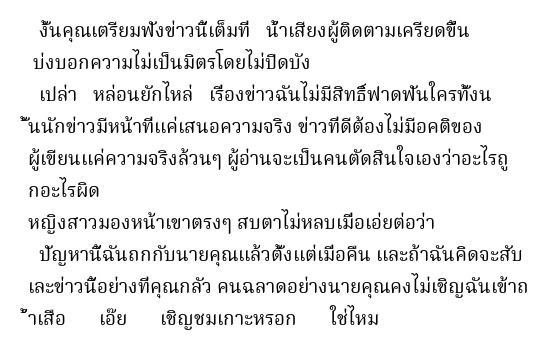 งั้นคุณเตรียมฟังข่าวนี้เต็มที่   น้ำเสียงผู้ติดตามเครียดขึ้น
บ่งบอกความไม่เป็นมิตรโดยไม่ปิดบัง
เปล่า   หล่อนยักไหล่   เรื่องข่าวฉันไม่มีสิทธิ์ฟาดฟันใครทั้งน
ั้นนักข่าวมีหน้าที่แค่เสนอความจริง ข่าวที่ดีต้องไม่มีอคติของ
ผู้เขียนแค่ความจริงล้วนๆ ผู้อ่านจะเป็นคนตัดสินใจเองว่าอะไรถู
กอะไรผิด
หญิงสาวมองหน้าเขาตรงๆ สบตาไม่หลบเมื่อเอ่ยต่อว่า
ปัญหานี้ฉันถกกับนายคุณแล้วตั้งแต่เมื่อคืน และถ้าฉันคิดจะสับ
เละข่าวนี้อย่างที่คุณกลัว คนฉลาดอย่างนายคุณคงไม่เชิญฉันเข้าถ
้ำเสือ      เอ๊ย      เชิญชมเกาะหรอก      ใช่ไหม